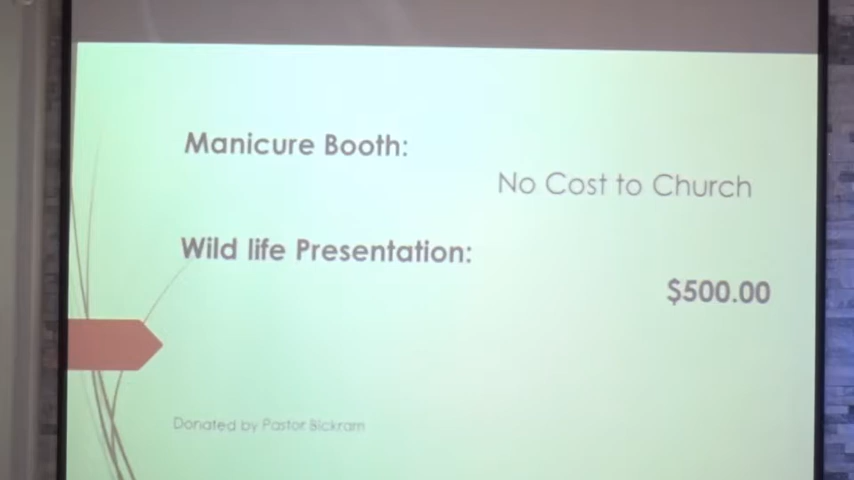 Manicure Booth:
No Cost to Church
Wild life Presentation:
$500.00
Donated by Pastor Bickram